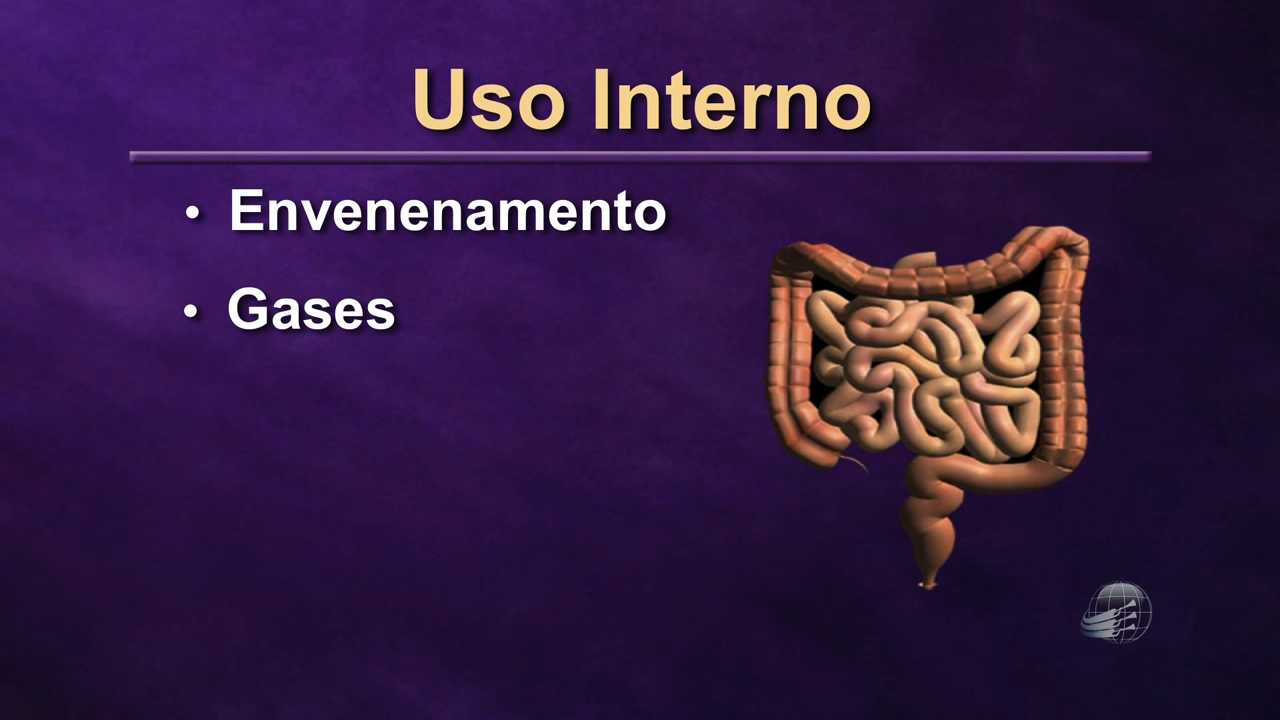 Uso Interno
• Envenenamento
• Gases